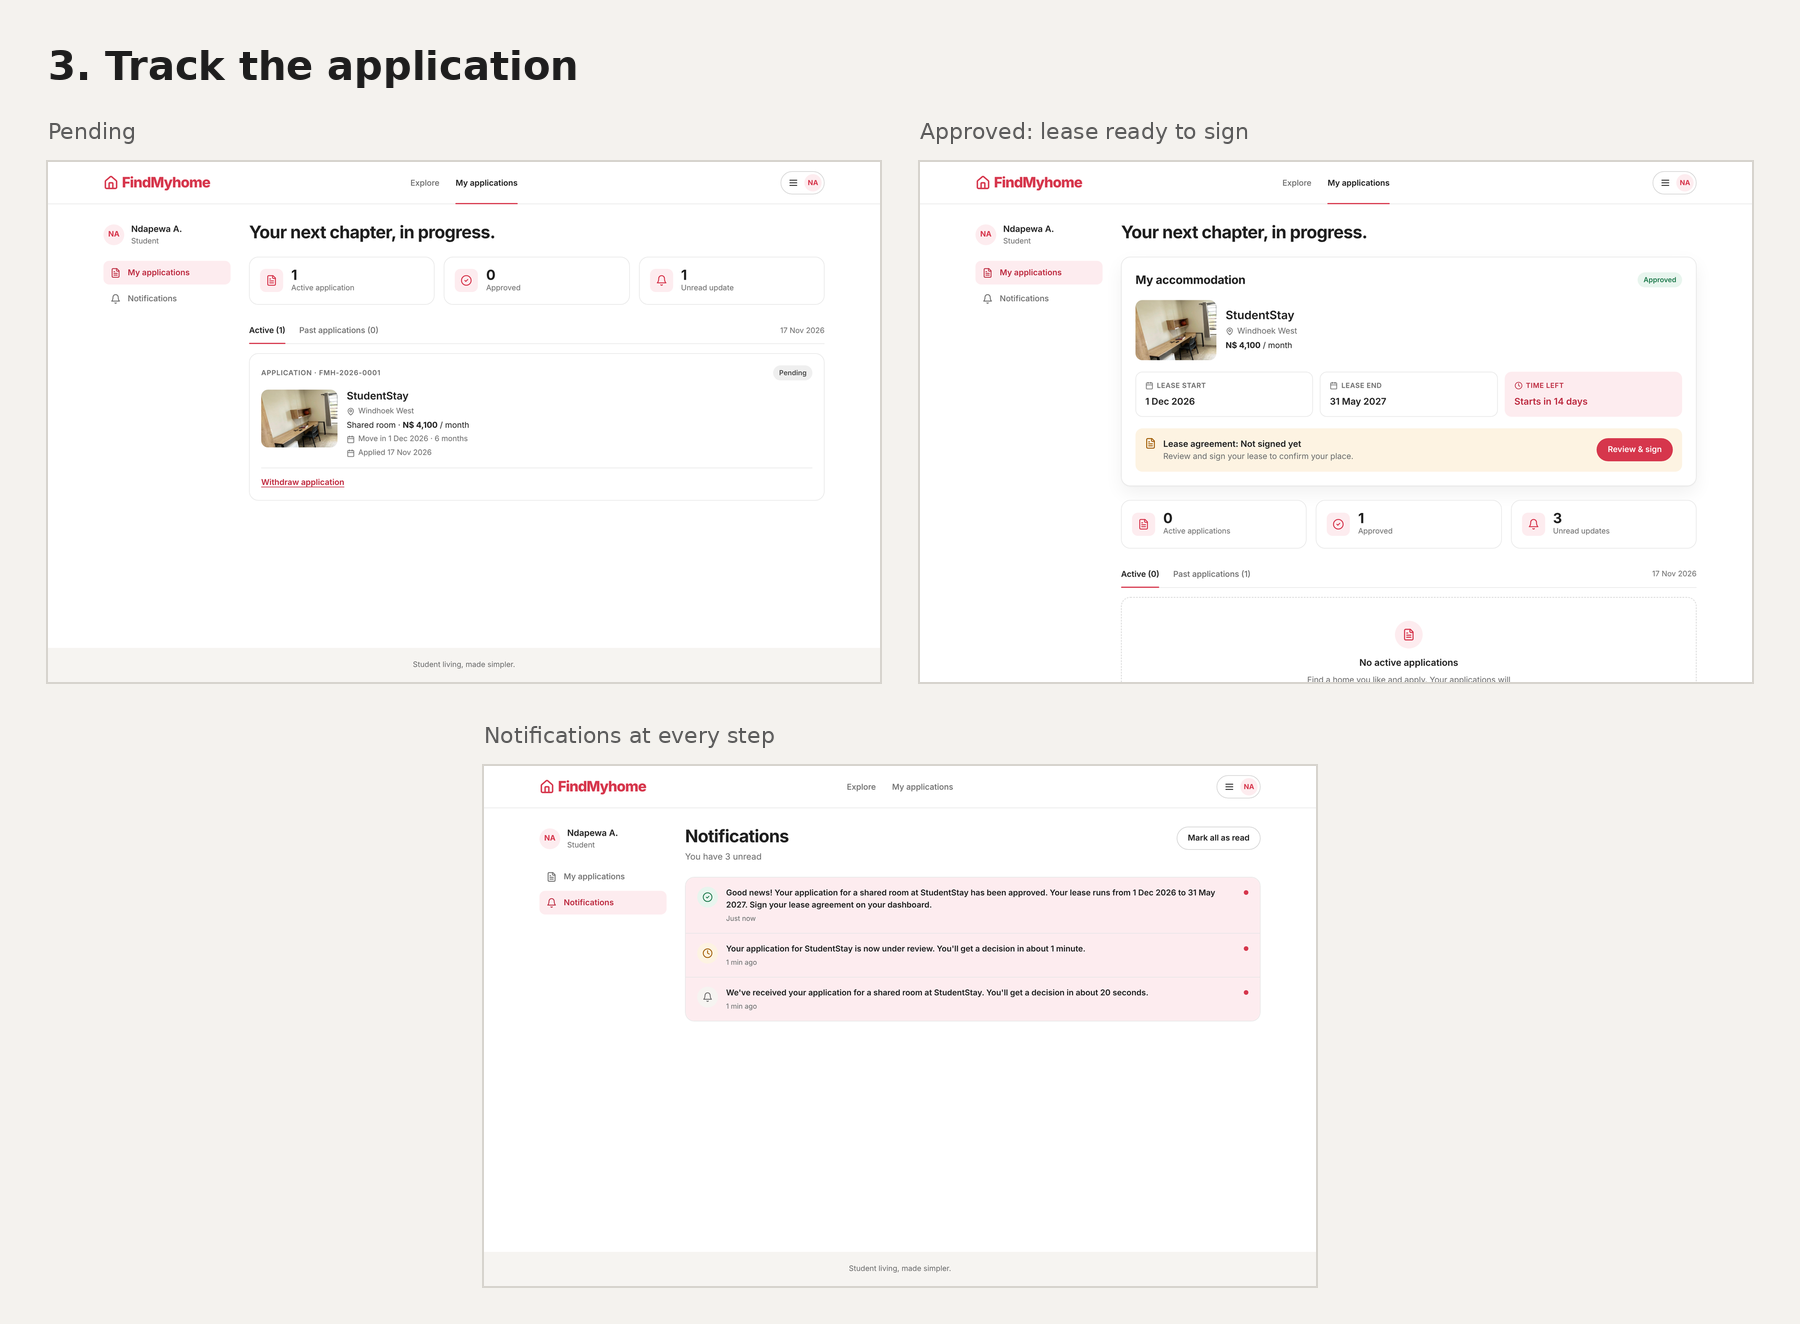 3. Track the application
Pending
FindMyhome
Explore
My applications
NA
NA
Ndapewa A.
Student
My applications
Notifications
Your next chapter, in progress.
1
Active application
0
Approved
1
Unread update
Active (1)
Past applications (0)
17 Nov 2026
APPLICATION · FMH-2026-0001
Pending
StudentStay
Windhoek West
Shared room · N$ 4,100 / month
Move in 1 Dec 2026 · 6 months
Applied 17 Nov 2026
Withdraw application
Student living, made simpler.
Approved: lease ready to sign
FindMyhome
Explore
My applications
NA
NA
Ndapewa A.
Student
My applications
Notifications
Your next chapter, in progress.
My accommodation
Approved
StudentStay
Windhoek West
N$ 4,100 / month
LEASE START
1 Dec 2026
LEASE END
31 May 2027
TIME LEFT
Starts in 14 days
Lease agreement: Not signed yet
Review and sign your lease to confirm your place.
Review & sign
0
Active applications
1
Approved
3
Unread updates
Active (0)
Past applications (1)
17 Nov 2026
No active applications
Find a home you like and apply. Your applications will
Notifications at every step
FindMyhome
Explore
My applications
NA
NA
Ndapewa A.
Student
My applications
Notifications
Notifications
You have 3 unread
Mark all as read
Good news! Your application for a shared room at StudentStay has been approved. Your lease runs from 1 Dec 2026 to 31 May
2027. Sign your lease agreement on your dashboard.
Just now
Your application for StudentStay is now under review. You'll get a decision in about 1 minute.
1 min ago
We've received your application for a shared room at StudentStay. You'll get a decision in about 20 seconds.
1 min ago
Student living, made simpler.